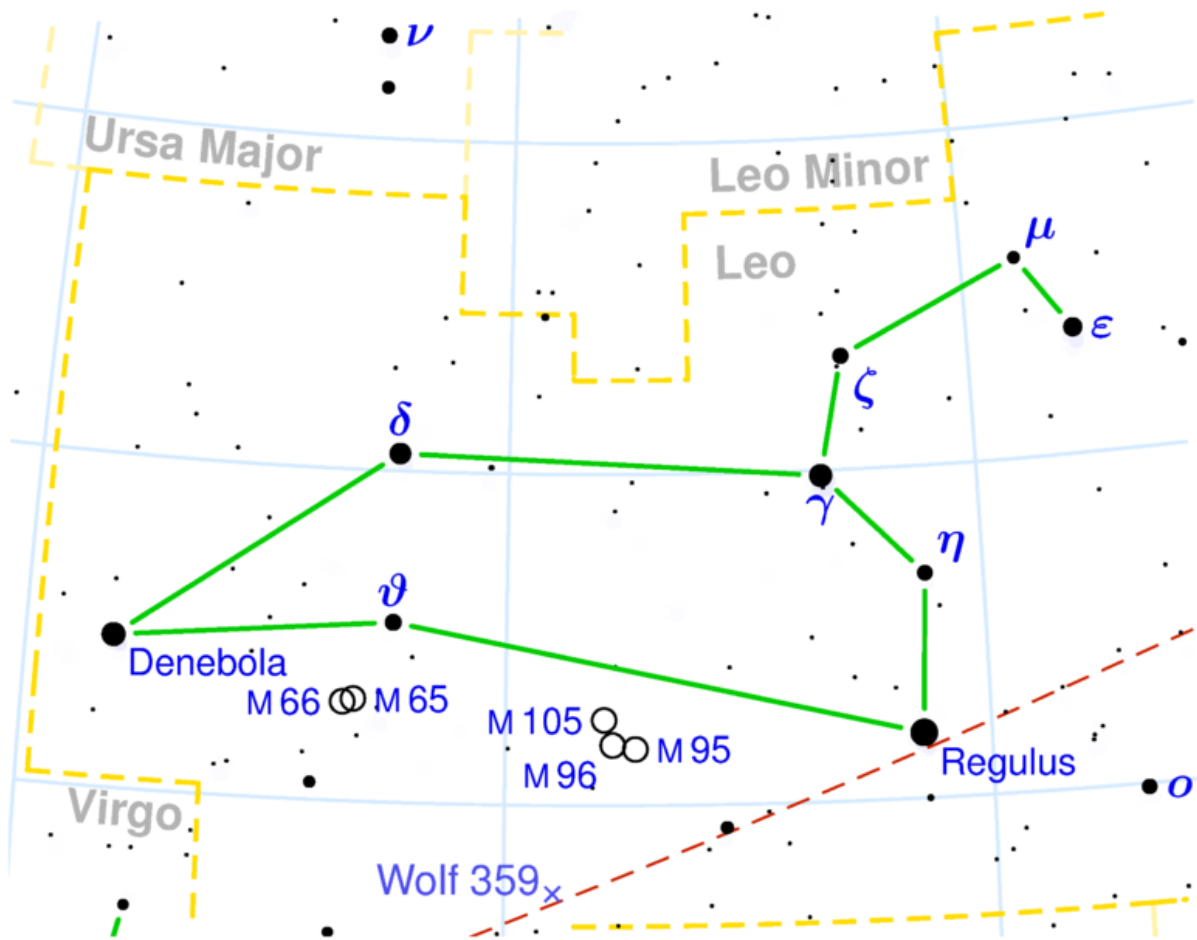 ν
Ursa Major
Leo Minor
μ
Leo
ε
ζ
δ
γ
η
ϑ
Denebola
M 66
M 65
M 105
M 95
M 96
Regulus
ο
Virgo
Wolf 359